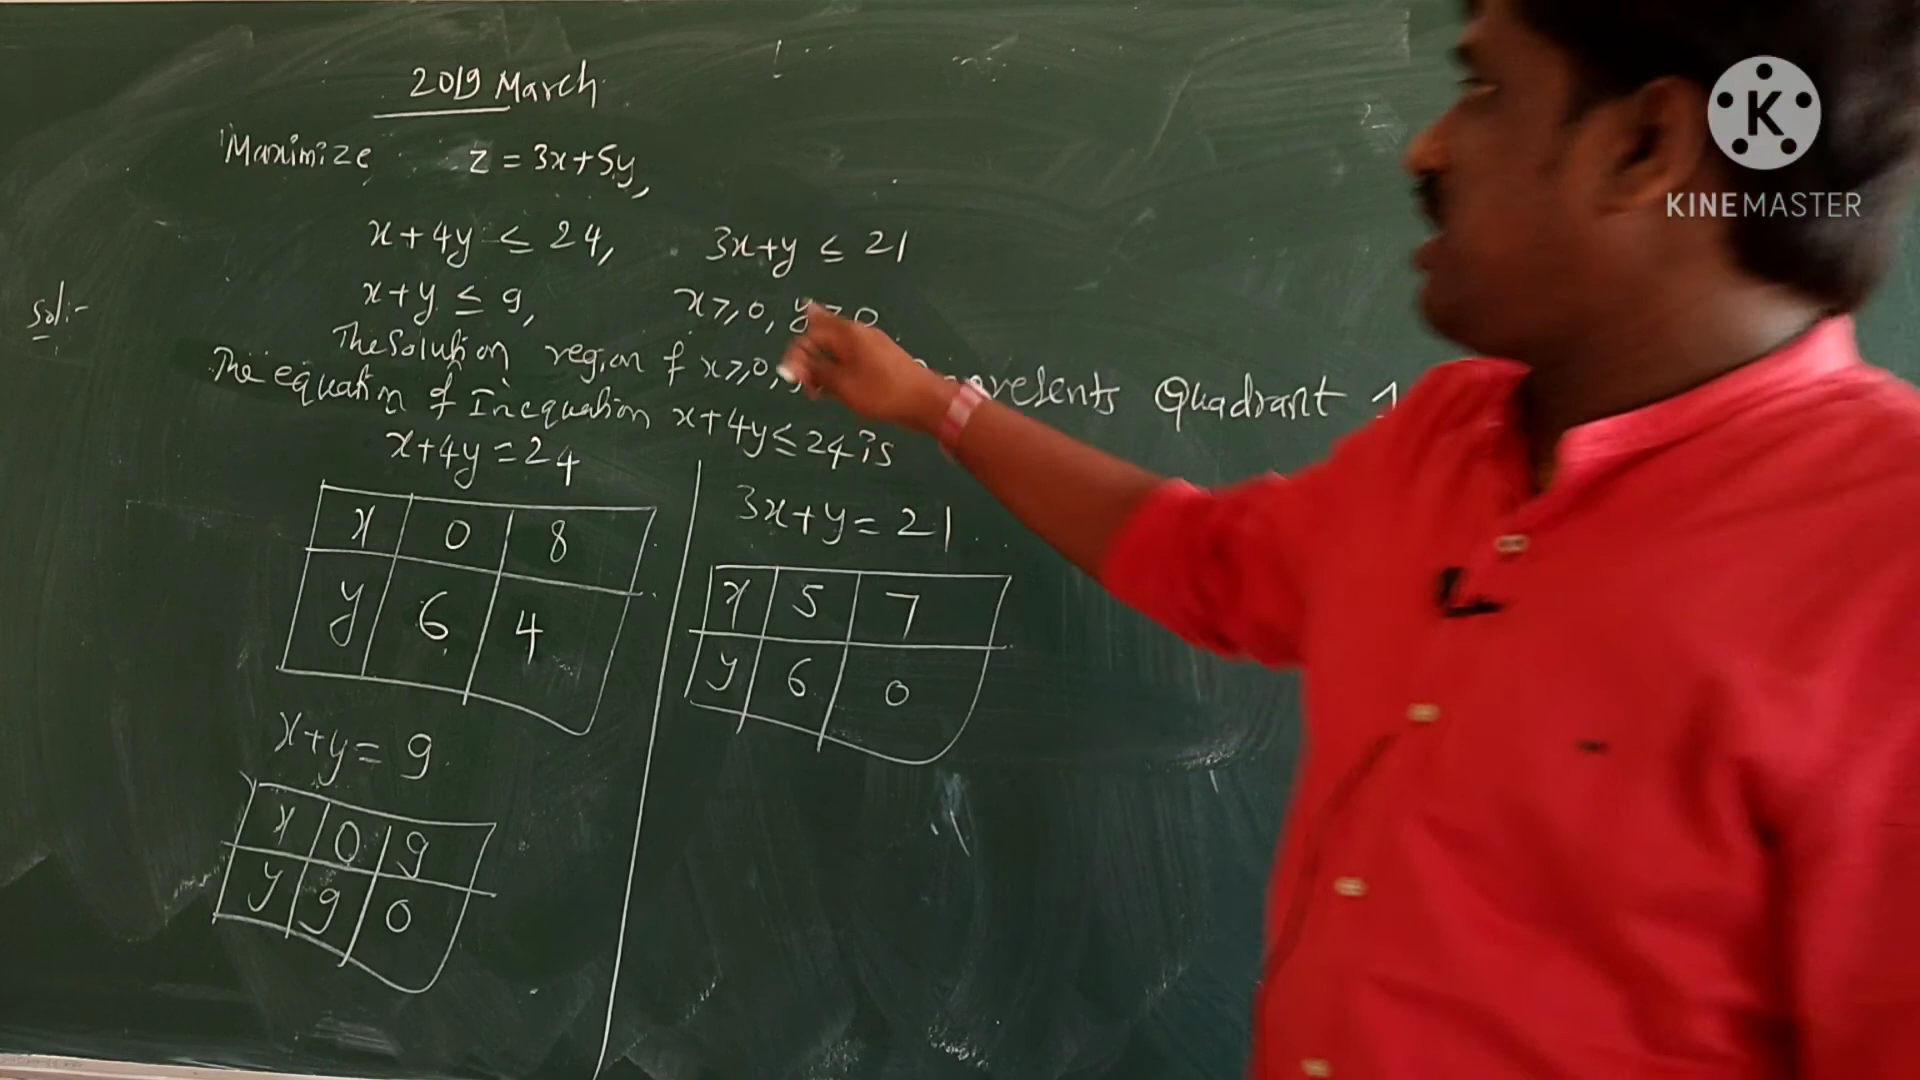 2019 March
Maximize z = 3x+5y,
x+4y ≤ 24, 3x+y ≤ 21
x+y ≤ 9, x≥0, y≥0
Sol:-
The Solution region of x≥0, represents Quadrant 1
The equation of Inequation x+4y≤24 is
x+4y=24
x 0 8
y 6 4
3x+y=21
x 5 7
y 6 0
x+y=9
x 0 9
y 9 0
K
KINEMASTER